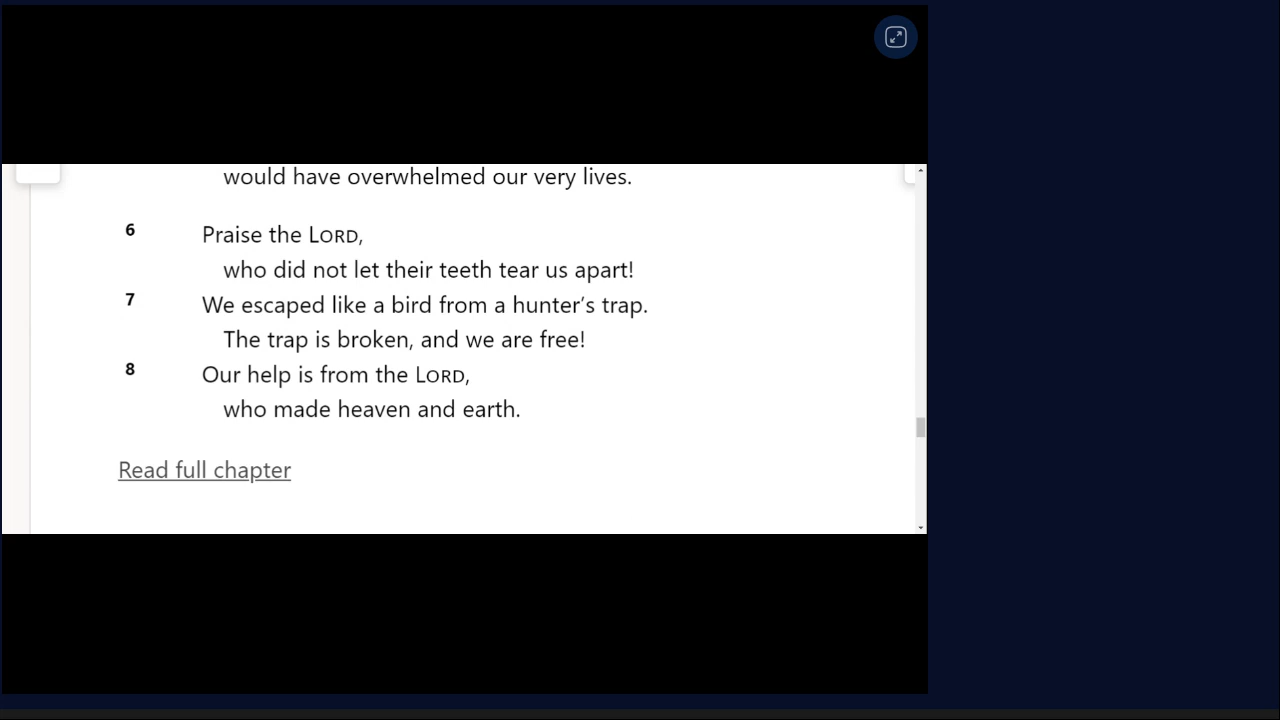 would have overwhelmed our very lives.
6 Praise the LORD,
who did not let their teeth tear us apart!
7 We escaped like a bird from a hunter’s trap.
The trap is broken, and we are free!
8 Our help is from the LORD,
who made heaven and earth.
Read full chapter